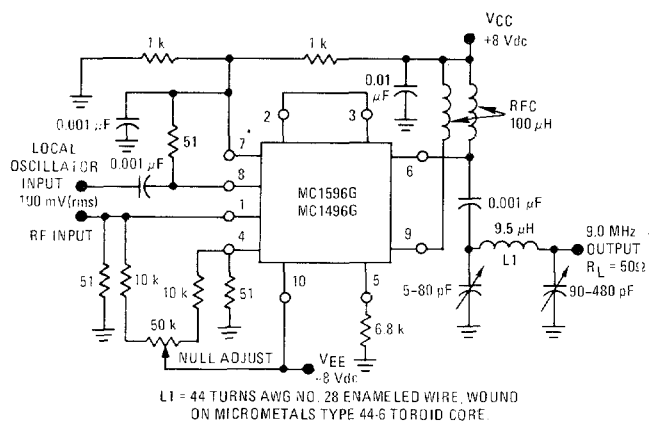 1 k
1 k
VCC
+8 Vdc
0.01
µF
RFC
100 µH
0.001 µF
51
2
3
LOCAL
OSCILLATOR
INPUT
100 mV(rms)
0.001 µF
7
8
1
4
MC1596G
MC1496G
6
9
0.001 µF
9.5 µH
L1
9.0 MHz
OUTPUT
RL = 50Ω
RF INPUT
51
10 k
10 k
51
10
5
5-80 pF
90-480 pF
50 k
6.8 k
NULL ADJUST
VEE
-8 Vdc
L1 = 44 TURNS AWG NO. 28 ENAMELED WIRE, WOUND
ON MICROMETALS TYPE 44-6 TOROID CORE.